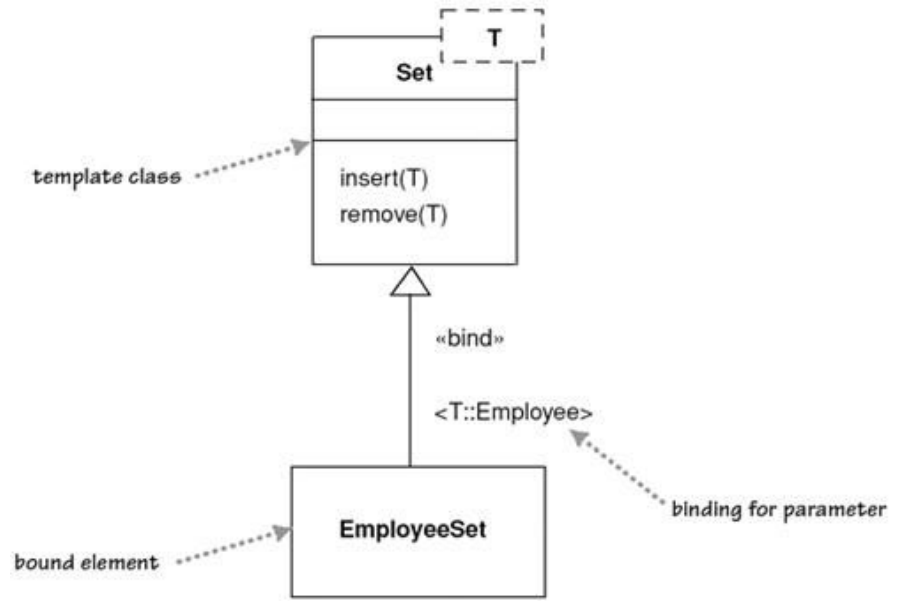 T
Set
template class
insert(T)
remove(T)
«bind»
<T::Employee>
binding for parameter
EmployeeSet
bound element